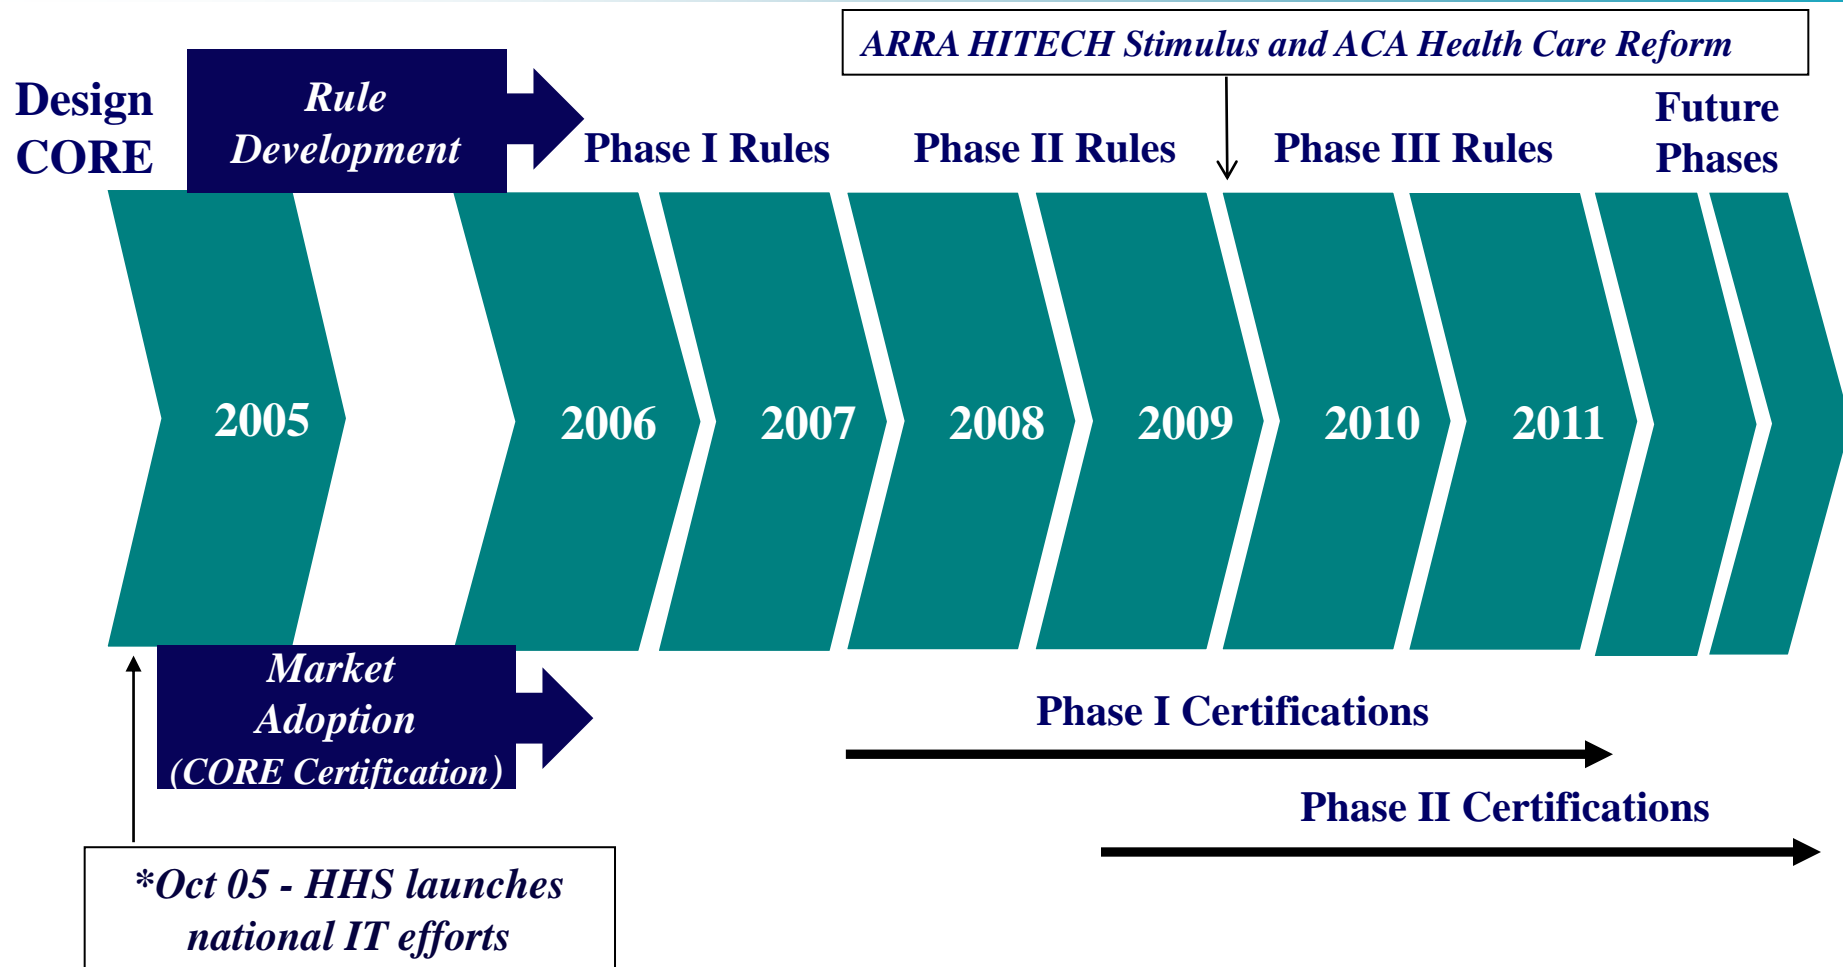 ARRA HITECH Stimulus and ACA Health Care Reform
Design
CORE
Rule
Development
Phase I Rules
Phase II Rules
Phase III Rules
Future
Phases
2005
2006
2007
2008
2009
2010
2011
Market
Adoption
(CORE Certification)
Phase I Certifications
Phase II Certifications
*Oct 05 - HHS launches
national IT efforts